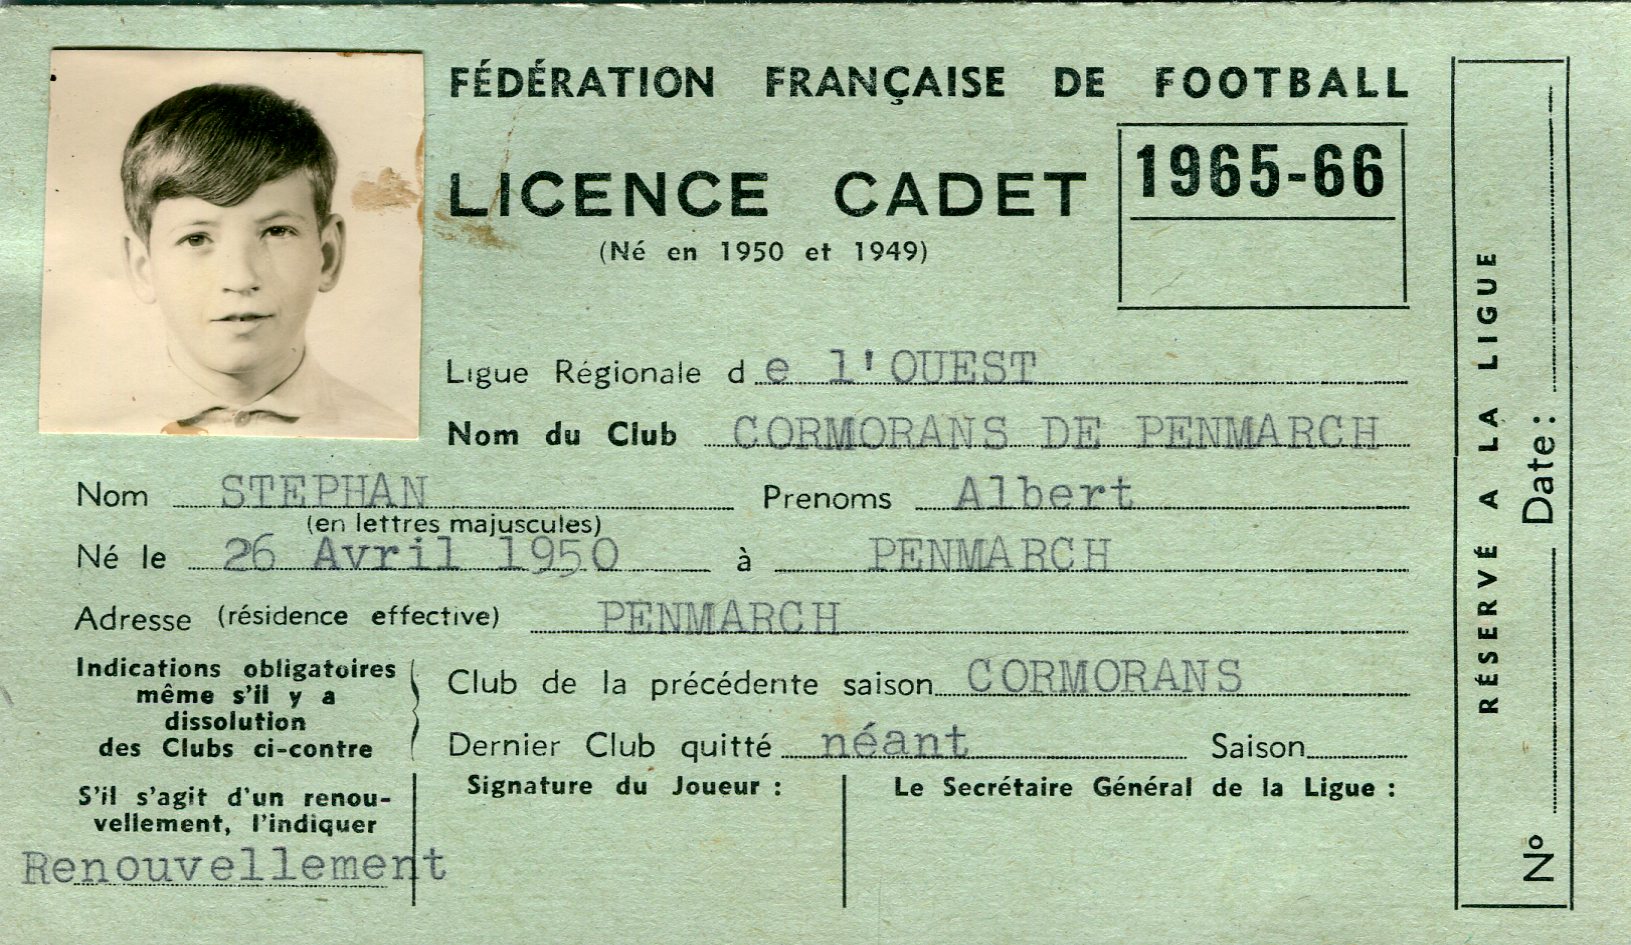 FÉDÉRATION FRANÇAISE DE FOOTBALL
LICENCE CADET
1965-66
(Né en 1950 et 1949)
Ligue Régionale de l'OUEST
Nom du Club CORMORANS DE PENMARCH
Nom STEPHAN Prenoms Albert
(en lettres majuscules)
Né le 26 Avril 1950 à PENMARCH
Adresse (résidence effective) PENMARCH
Indications obligatoires
même s'il y a
dissolution
des Clubs ci-contre
Club de la précédente saison CORMORANS
Dernier Club quitté néant Saison
S'il s'agit d'un renou-
vellement, l'indiquer
Renouvellement
Signature du Joueur :
Le Secrétaire Général de la Ligue :
RÉSERVÉ A LA LIGUE
N° Date :